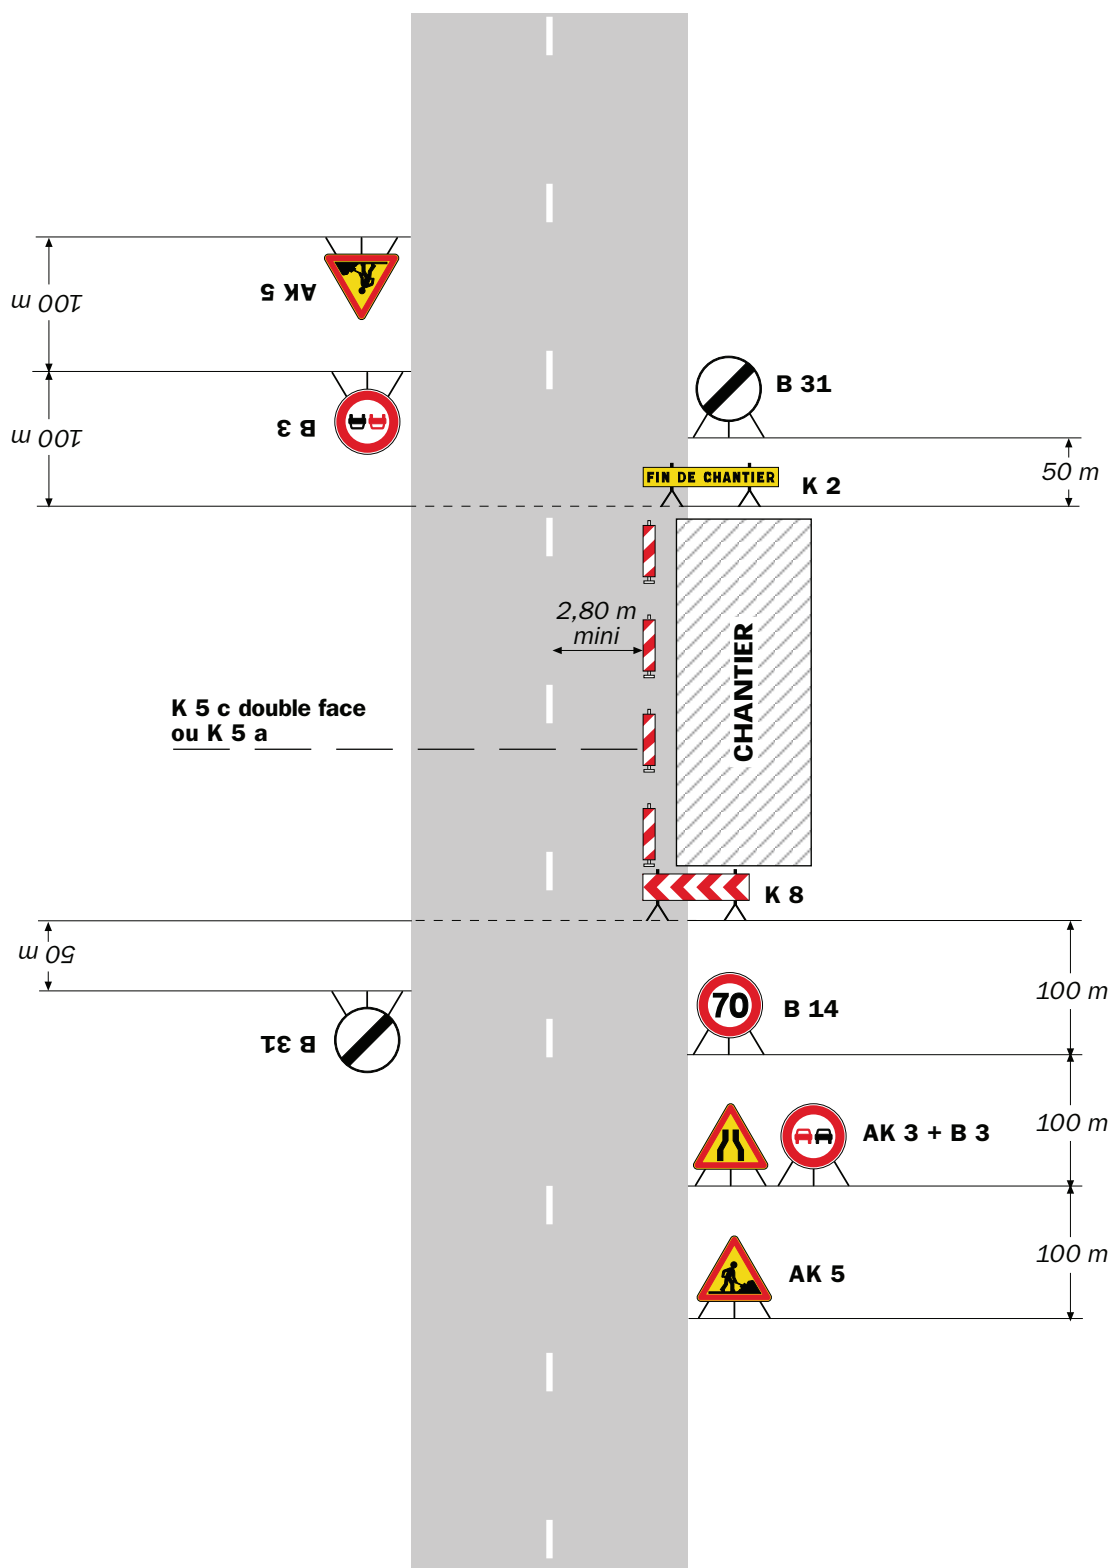 AK 5
100 m
B 3
100 m
B 31
50 m
FIN DE CHANTIER
K 2
2,80 m
mini
CHANTIER
K 5 c double face
ou K 5 a
K 8
50 m
B 31
70
B 14
100 m
AK 3 + B 3
100 m
AK 5
100 m